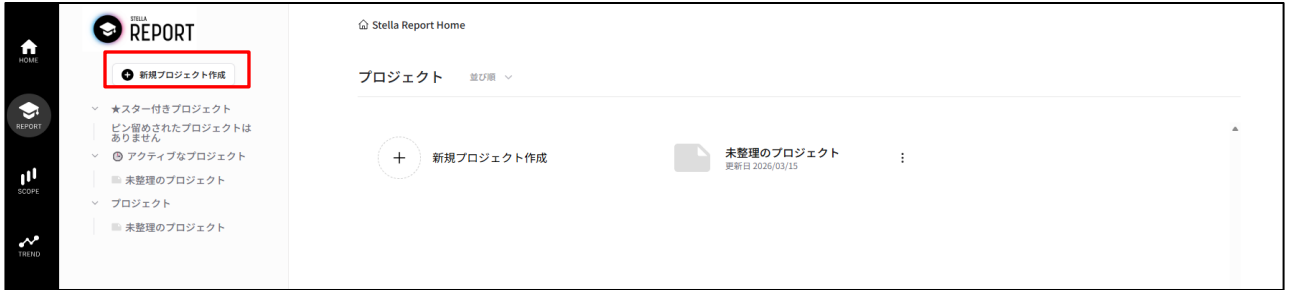 HOME
REPORT
SCOPE
TREND
STELLA
REPORT
新規プロジェクト作成
★スター付きプロジェクト
ピン留めされたプロジェクトは
ありません
アクティブなプロジェクト
未整理のプロジェクト
プロジェクト
未整理のプロジェクト
Stella Report Home
プロジェクト 並び順
新規プロジェクト作成
未整理のプロジェクト
更新日 2026/03/15